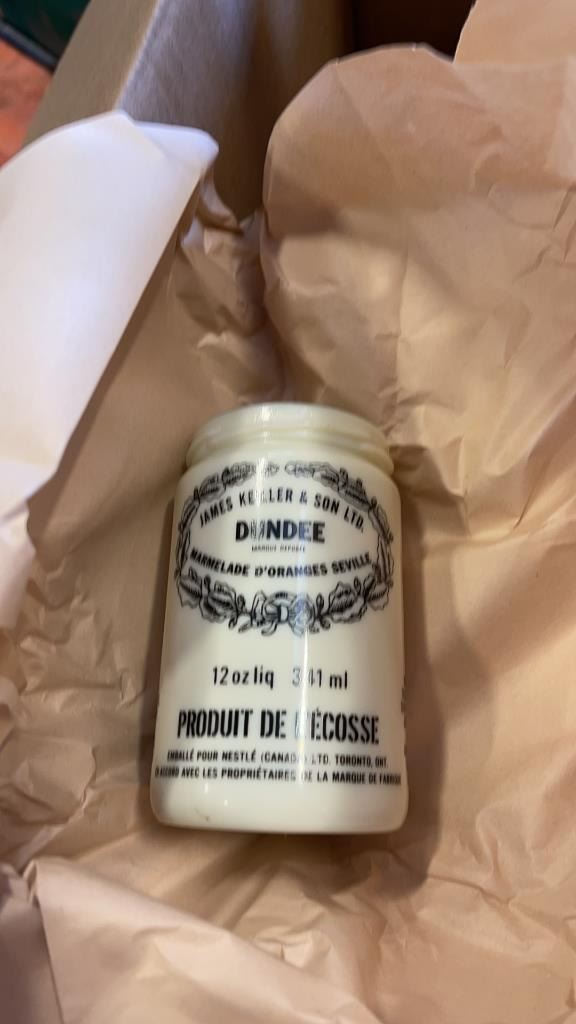 JAMES KEILLER & SON LTD.
DUNDEE
MARQUE DEPOSÉE
MARMELADE D'ORANGES SEVILLE
12 oz liq 341 ml
PRODUIT DE L'ÉCOSSE
EMBALLÉ POUR NESTLÉ (CANADA) LTD. TORONTO, ONT.
D'ACCORD AVEC LES PROPRIÉTAIRES DE LA MARQUE DE FABRIQUE